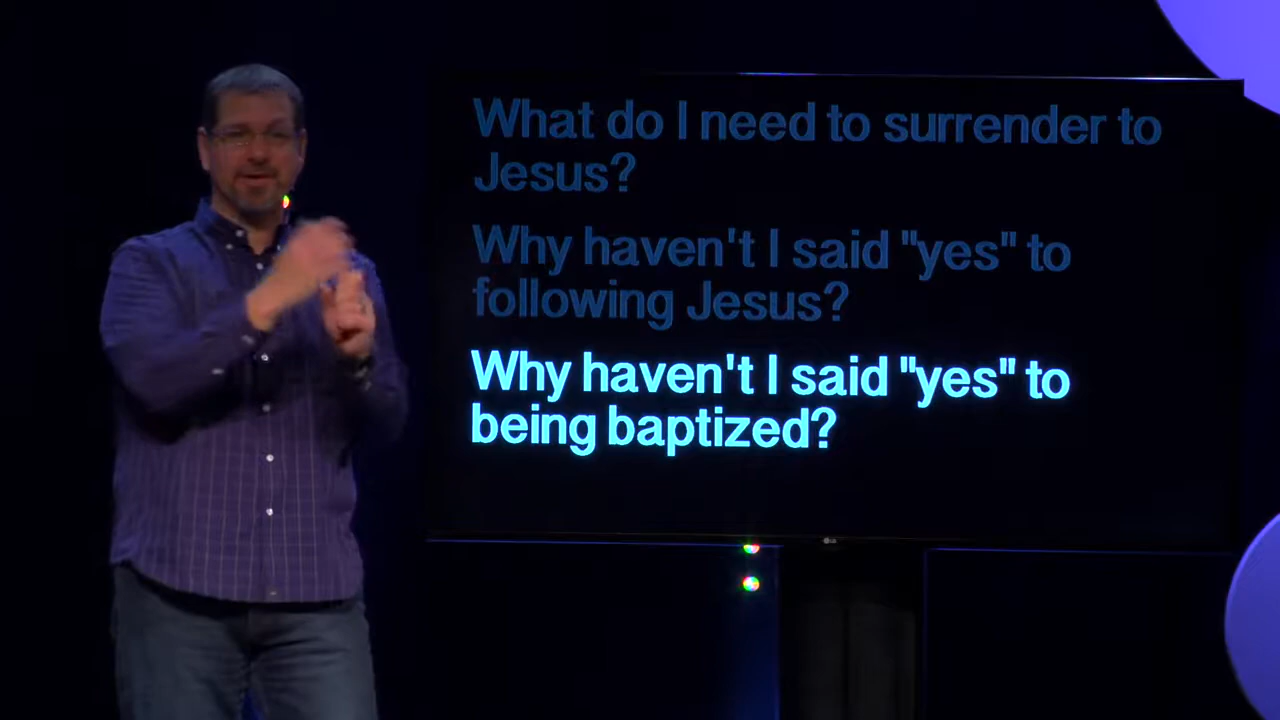 What do I need to surrender to
Jesus?
Why haven't I said "yes" to
following Jesus?
Why haven't I said "yes" to
being baptized?
LG